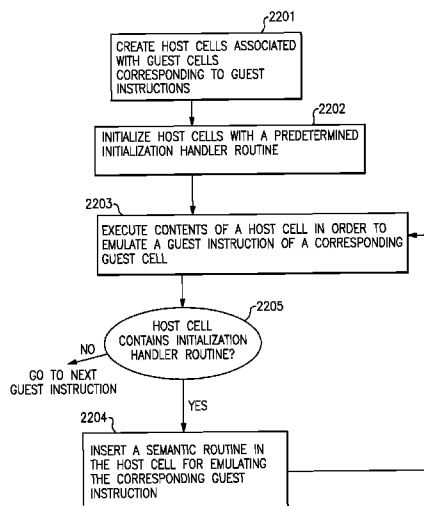 2201
CREATE HOST CELLS ASSOCIATED
WITH GUEST CELLS
CORRESPONDING TO GUEST
INSTRUCTIONS
2202
INITIALIZE HOST CELLS WITH A PREDETERMINED
INITIALIZATION HANDLER ROUTINE
2203
EXECUTE CONTENTS OF A HOST CELL IN ORDER TO
EMULATE A GUEST INSTRUCTION OF A CORRESPONDING
GUEST CELL
2205
HOST CELL
CONTAINS INITIALIZATION
HANDLER ROUTINE?
NO
GO TO NEXT
GUEST INSTRUCTION
YES
2204
INSERT A SEMANTIC ROUTINE IN
THE HOST CELL FOR EMULATING
THE CORRESPONDING GUEST
INSTRUCTION